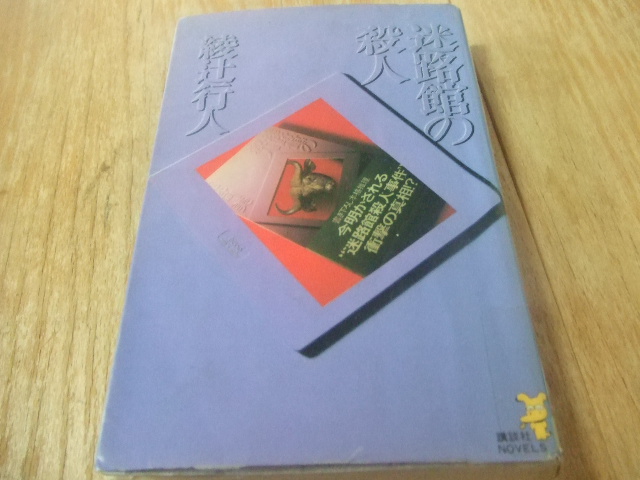 迷路館の
殺人
綾辻行人
今明かされる
“迷路館殺人事件”
衝撃の真相!?
講談社
NOVELS